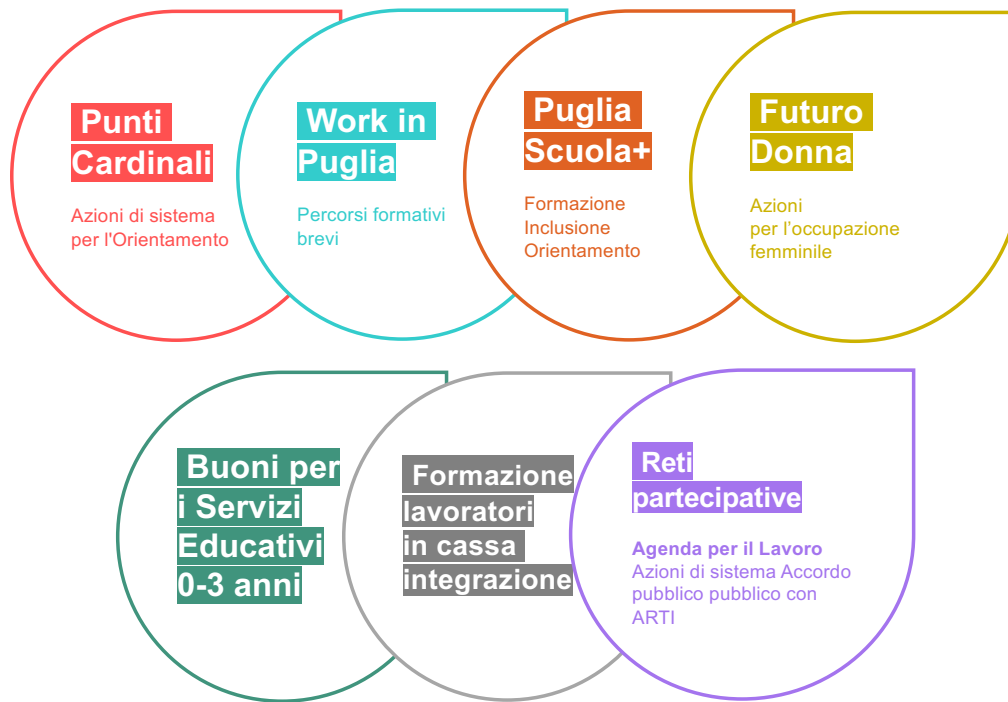 Punti
Cardinali
Azioni di sistema
per l'Orientamento
Work in
Puglia
Percorsi formativi
brevi
Puglia
Scuola+
Formazione
Inclusione
Orientamento
Futuro
Donna
Azioni
per l'occupazione
femminile
Buoni per
i Servizi
Educativi
0-3 anni
Formazione
lavoratori
in cassa
integrazione
Reti
partecipative
Agenda per il Lavoro
Azioni di sistema Accordo
pubblico pubblico con
ARTI